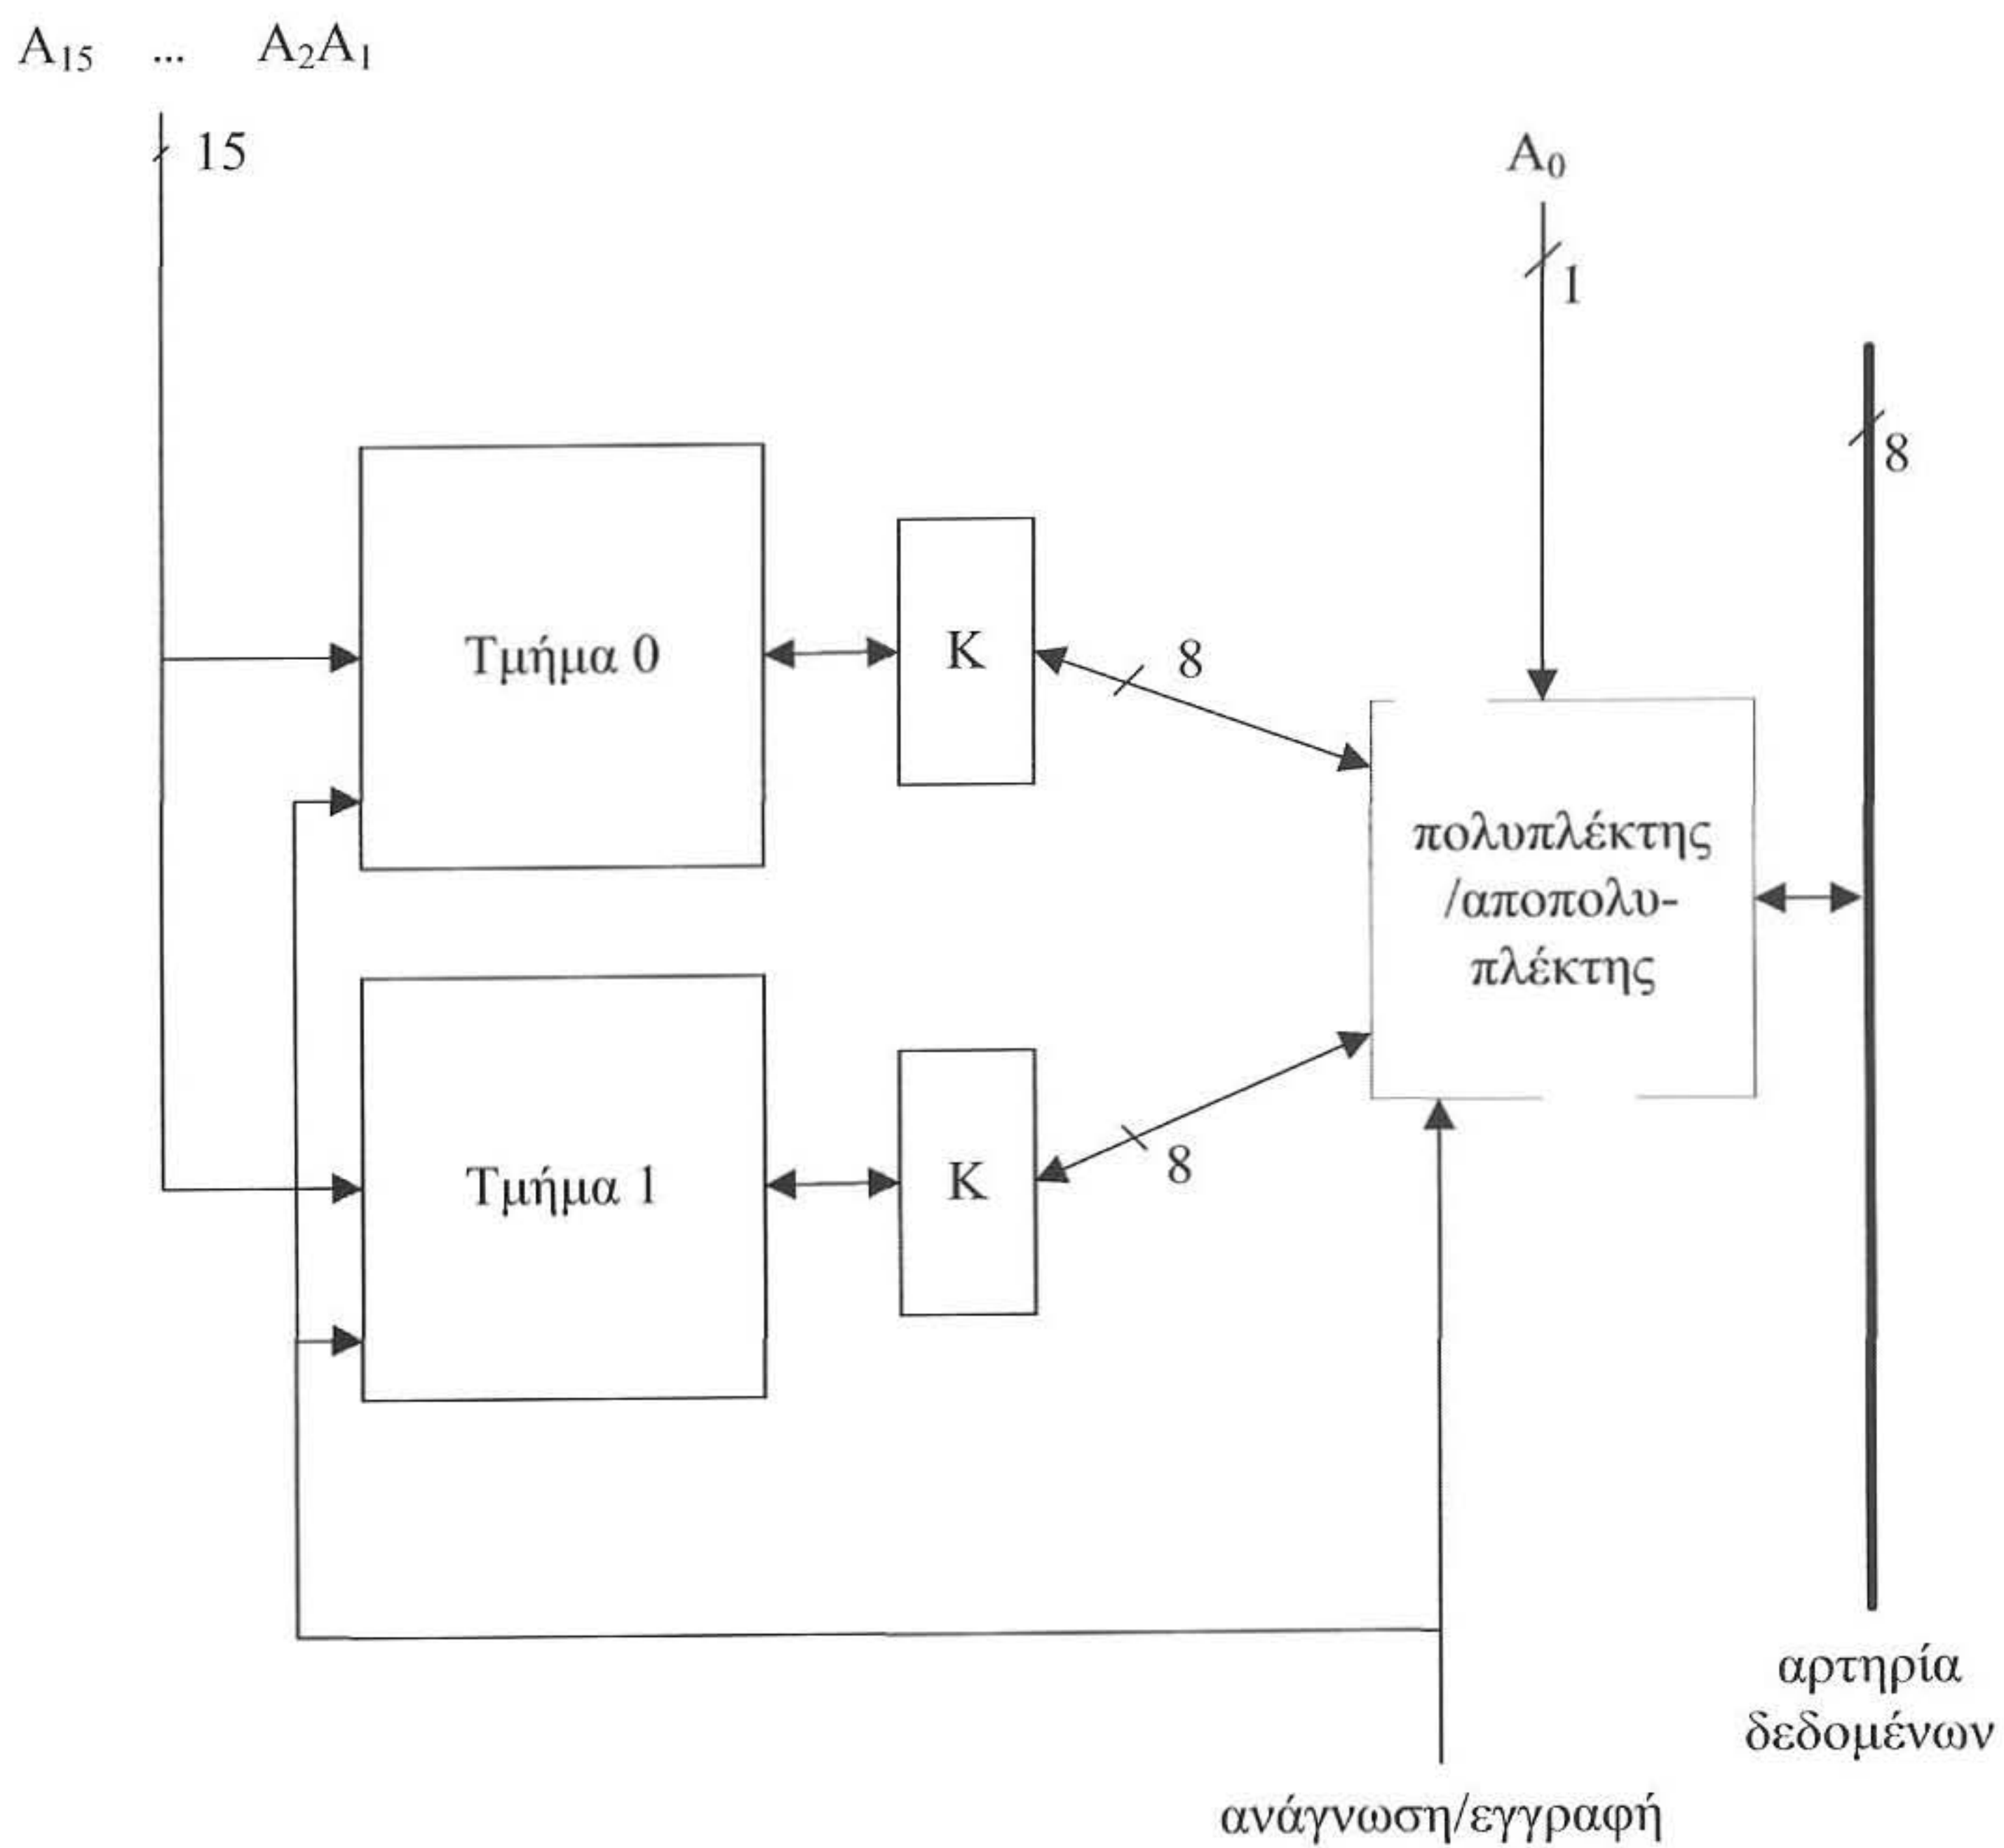 A₁₅ ... A₂A₁
15
A₀
1
8
Τμήμα 0
K
8
πολυπλέκτης
/αποπολυ-
πλέκτης
Τμήμα 1
K
8
αρτηρία
δεδομένων
ανάγνωση/εγγραφή